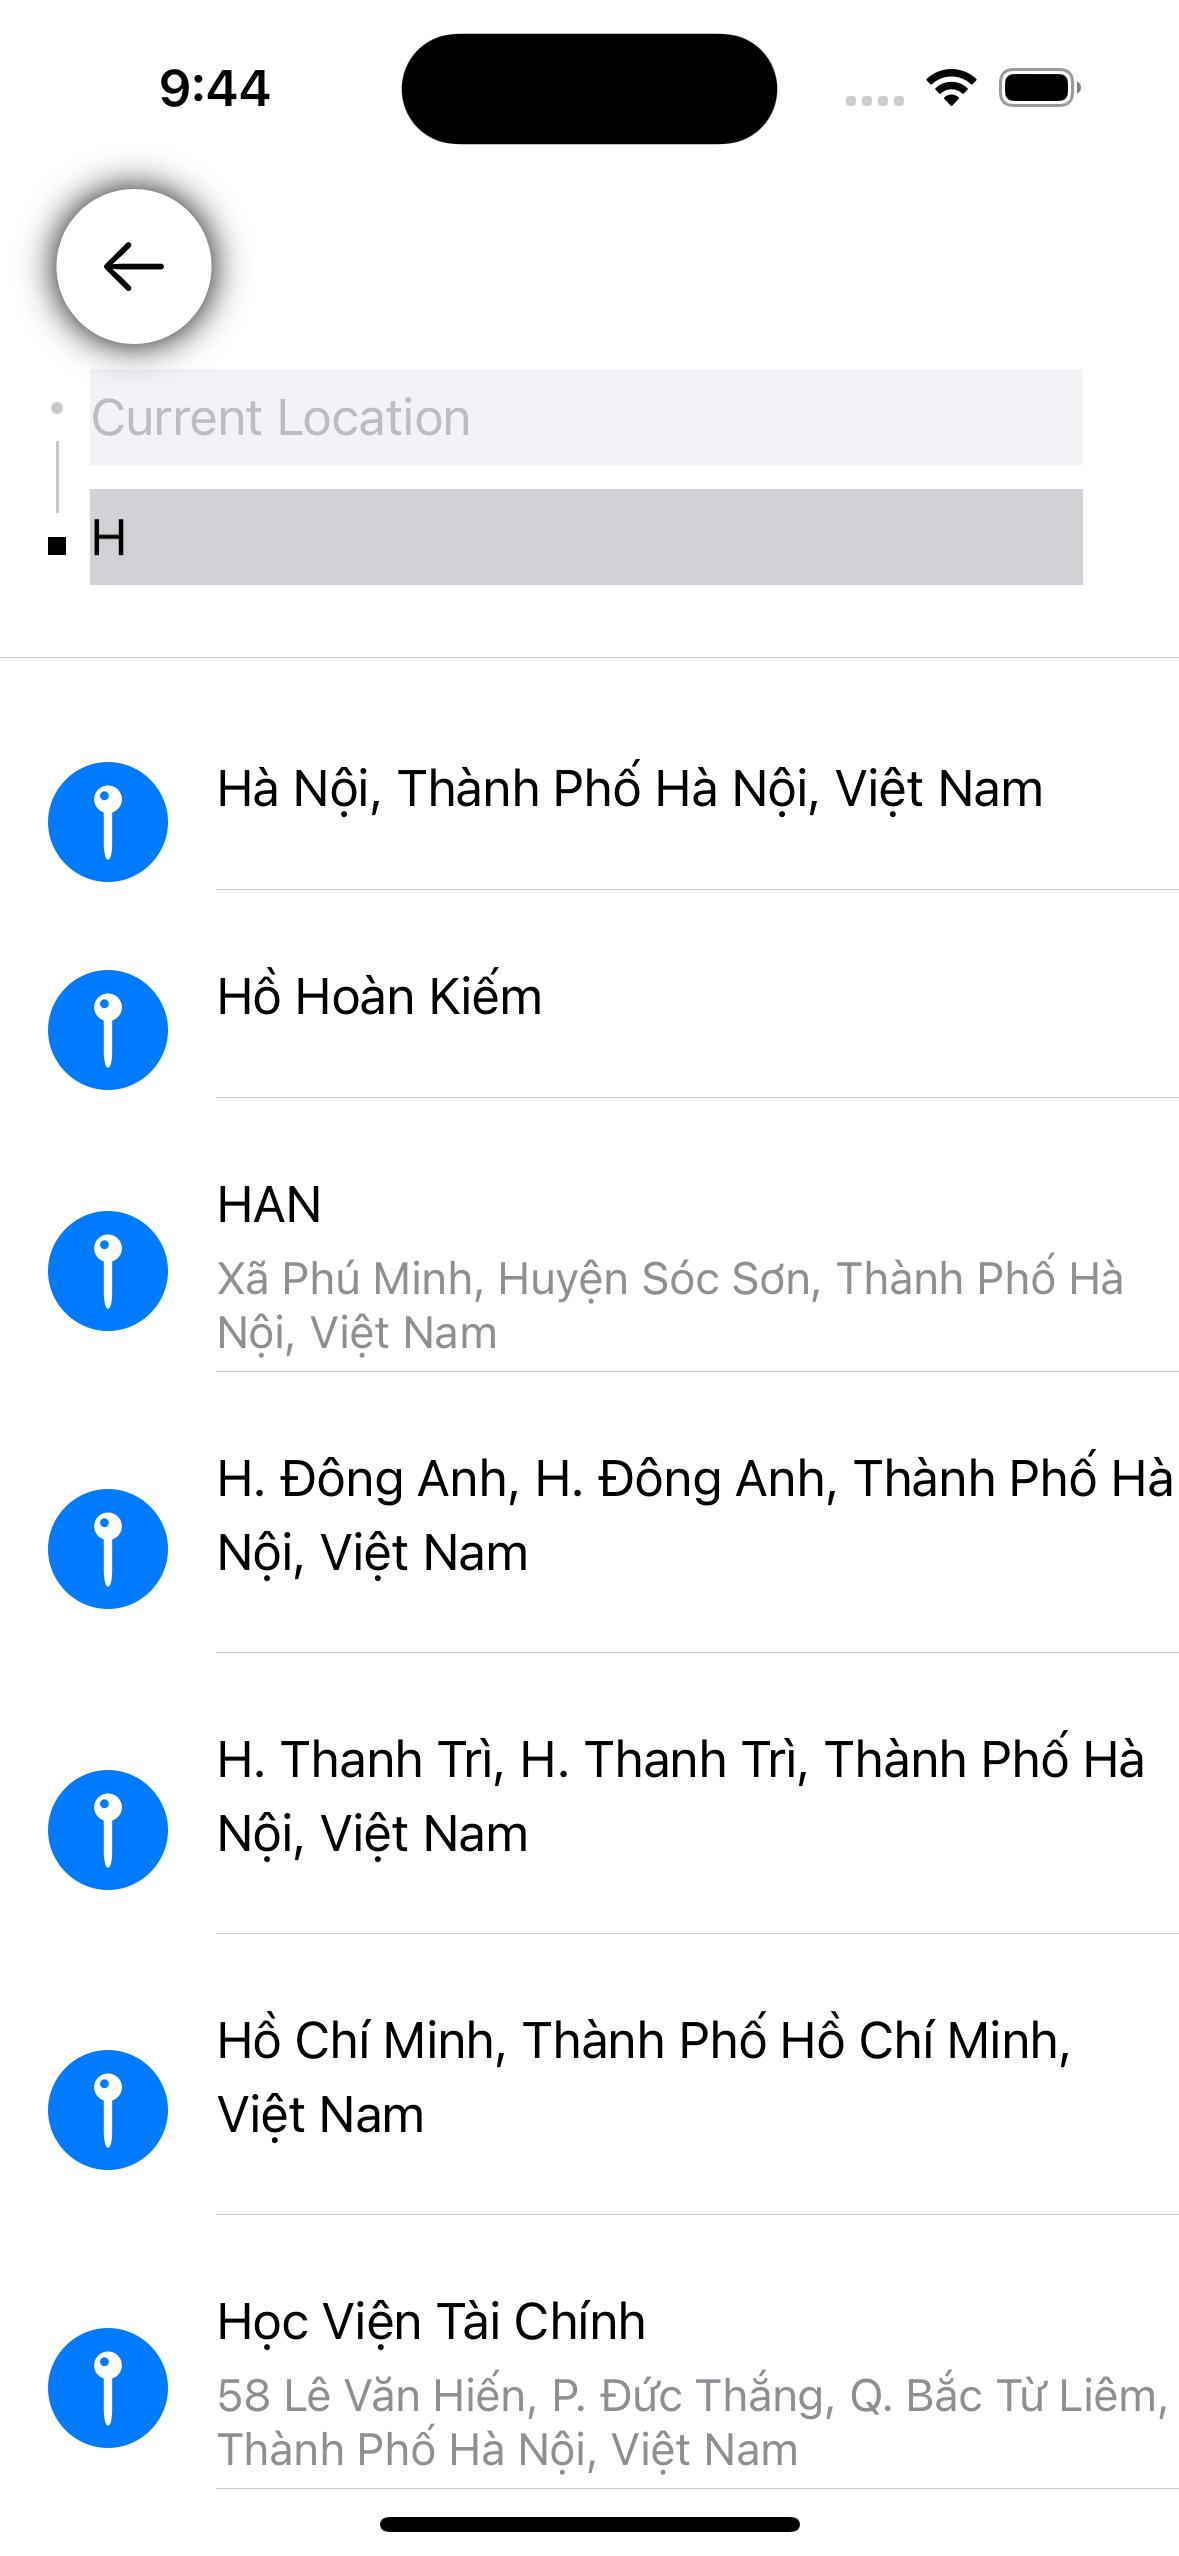 9:44
Current Location
H
Hà Nội, Thành Phố Hà Nội, Việt Nam
Hồ Hoàn Kiếm
HAN
Xã Phú Minh, Huyện Sóc Sơn, Thành Phố Hà
Nội, Việt Nam
H. Đông Anh, H. Đông Anh, Thành Phố Hà
Nội, Việt Nam
H. Thanh Trì, H. Thanh Trì, Thành Phố Hà
Nội, Việt Nam
Hồ Chí Minh, Thành Phố Hồ Chí Minh,
Việt Nam
Học Viện Tài Chính
58 Lê Văn Hiến, P. Đức Thắng, Q. Bắc Từ Liêm,
Thành Phố Hà Nội, Việt Nam